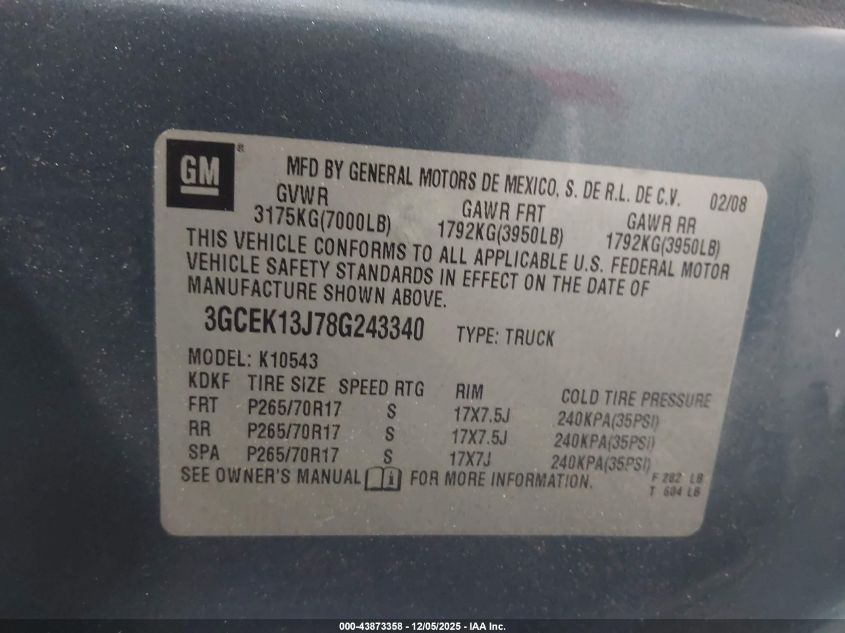 GM®
MFD BY GENERAL MOTORS DE MEXICO, S. DE R.L. DE C.V. 02/08
GVWR GAWR FRT GAWR RR
3175KG(7000LB) 1792KG(3950LB) 1792KG(3950LB)
THIS VEHICLE CONFORMS TO ALL APPLICABLE U.S. FEDERAL MOTOR
VEHICLE SAFETY STANDARDS IN EFFECT ON THE DATE OF
MANUFACTURE SHOWN ABOVE.
3GCEK13J78G243340 TYPE: TRUCK
MODEL: K10543
KDKF TIRE SIZE SPEED RTG RIM COLD TIRE PRESSURE
FRT P265/70R17 S 17X7.5J 240KPA(35PSI)
RR P265/70R17 S 17X7.5J 240KPA(35PSI)
SPA P265/70R17 S 17X7J 240KPA(35PSI)
SEE OWNER'S MANUAL i FOR MORE INFORMATION.
F 282 LB
T 604 LB
000-43873358 - 12/05/2025 - IAA Inc.